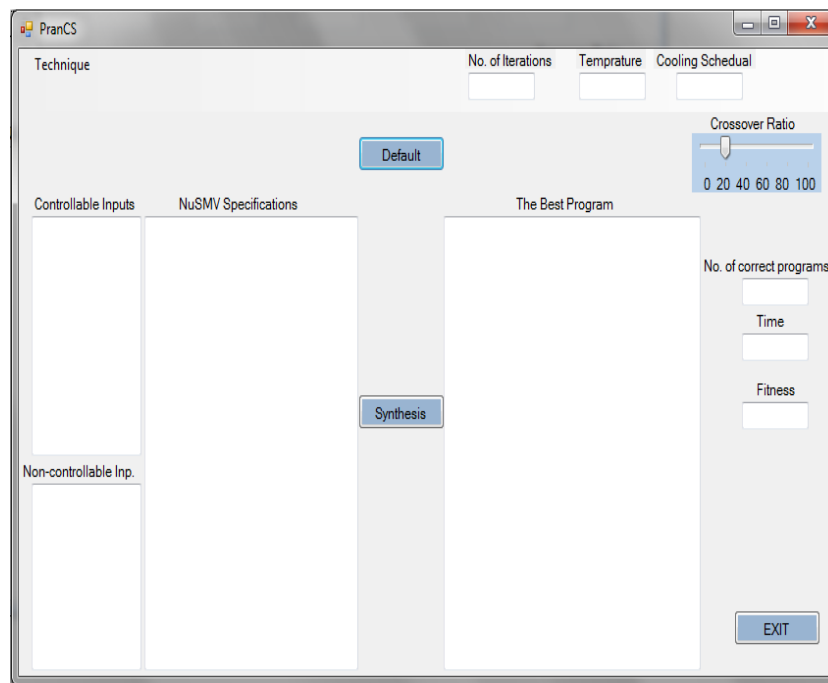 PranCS
Technique
No. of Iterations Temprature Cooling Schedual
Crossover Ratio
Default
0 20 40 60 80 100
Controllable Inputs NuSMV Specifications The Best Program
No. of correct programs
Time
Fitness
Synthesis
Non-controllable Inp.
EXIT